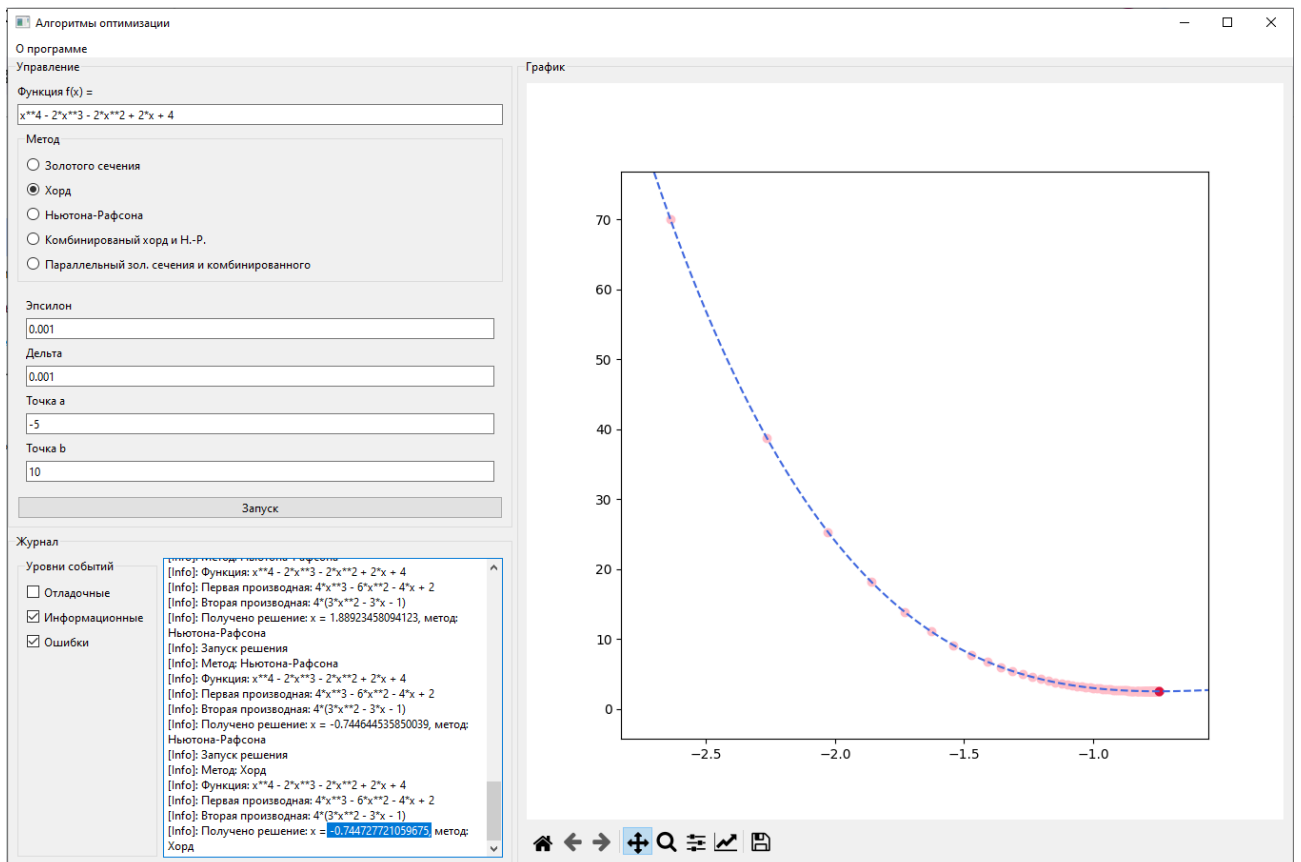 Алгоритмы оптимизации
О программе
Управление
Функция f(x) =
x**4 - 2*x**3 - 2*x**2 + 2*x + 4
Метод
Золотого сечения
Хорд
Ньютона-Рафсона
Комбинированый хорд и Н.-Р.
Параллельный зол. сечения и комбинированного
Эпсилон
0.001
Дельта
0.001
Точка a
-5
Точка b
10
Запуск
Журнал
Уровни событий
Отладочные
Информационные
Ошибки
[Info]: Метод: Ньютона-Рафсона
[Info]: Функция: x**4 - 2*x**3 - 2*x**2 + 2*x + 4
[Info]: Первая производная: 4*x**3 - 6*x**2 - 4*x + 2
[Info]: Вторая производная: 4*(3*x**2 - 3*x - 1)
[Info]: Получено решение: x = 1.88923458094123, метод:
Ньютона-Рафсона
[Info]: Запуск решения
[Info]: Метод: Ньютона-Рафсона
[Info]: Функция: x**4 - 2*x**3 - 2*x**2 + 2*x + 4
[Info]: Первая производная: 4*x**3 - 6*x**2 - 4*x + 2
[Info]: Вторая производная: 4*(3*x**2 - 3*x - 1)
[Info]: Получено решение: x = -0.744644535850039, метод:
Ньютона-Рафсона
[Info]: Запуск решения
[Info]: Метод: Хорд
[Info]: Функция: x**4 - 2*x**3 - 2*x**2 + 2*x + 4
[Info]: Первая производная: 4*x**3 - 6*x**2 - 4*x + 2
[Info]: Вторая производная: 4*(3*x**2 - 3*x - 1)
[Info]: Получено решение: x = -0.744727721059675, метод:
Хорд
График
70
60
50
40
30
20
10
0
−2.5 −2.0 −1.5 −1.0